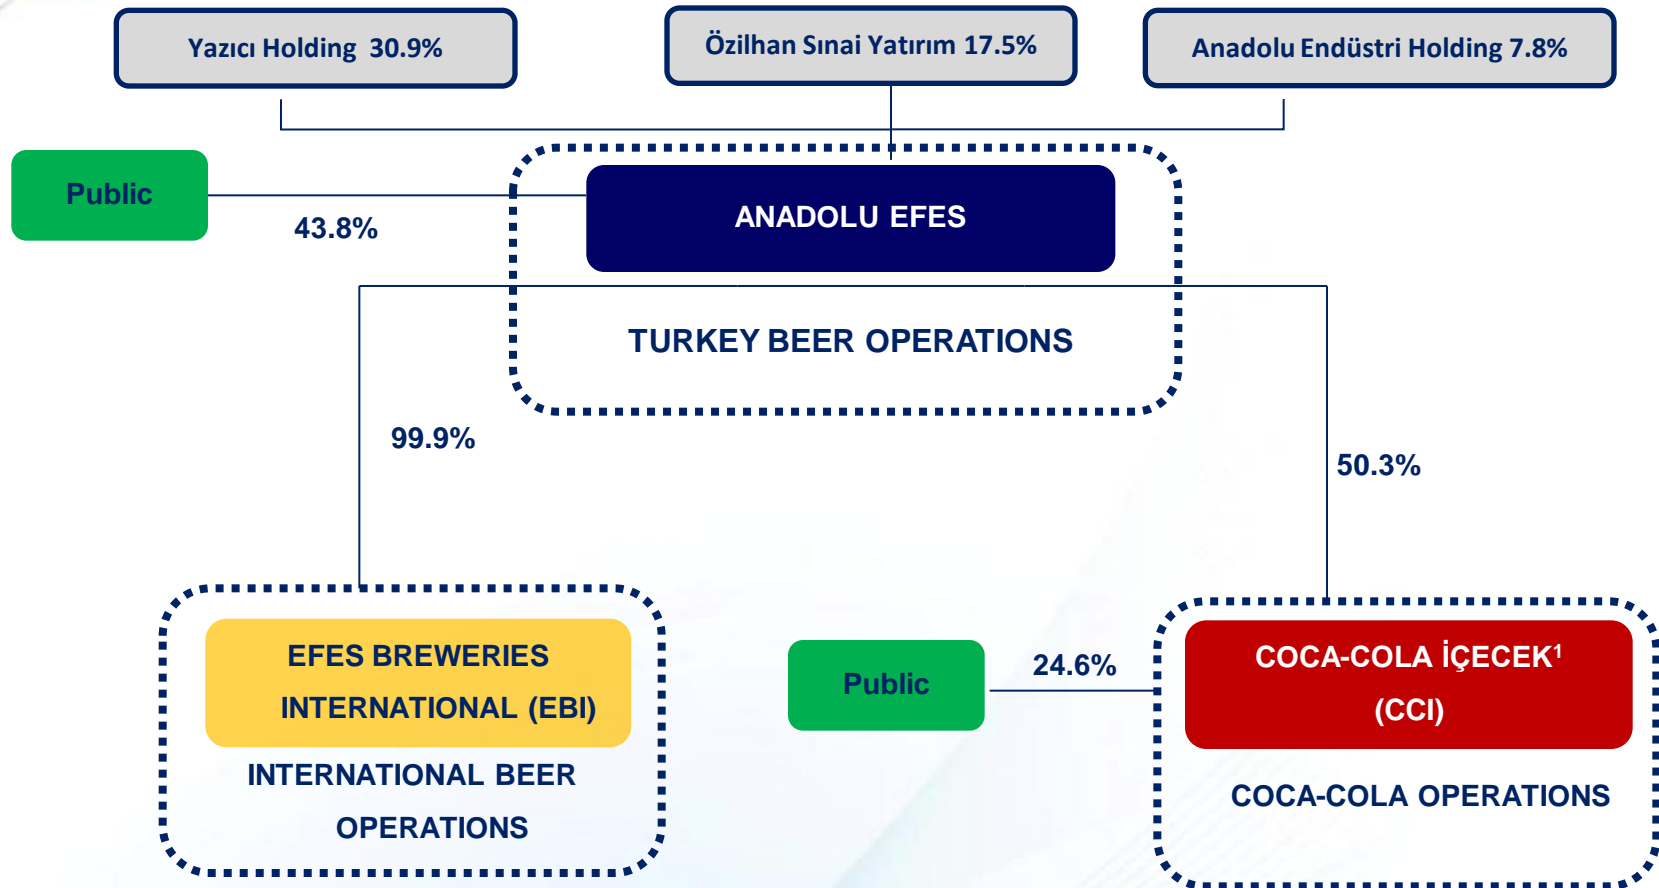 Yazıcı Holding 30.9%
Özilhan Sınai Yatırım 17.5%
Anadolu Endüstri Holding 7.8%
Public
43.8%
ANADOLU EFES
TURKEY BEER OPERATIONS
99.9%
50.3%
EFES BREWERIES
INTERNATIONAL (EBI)
INTERNATIONAL BEER
OPERATIONS
Public
24.6%
COCA-COLA İÇECEK¹
(CCI)
COCA-COLA OPERATIONS